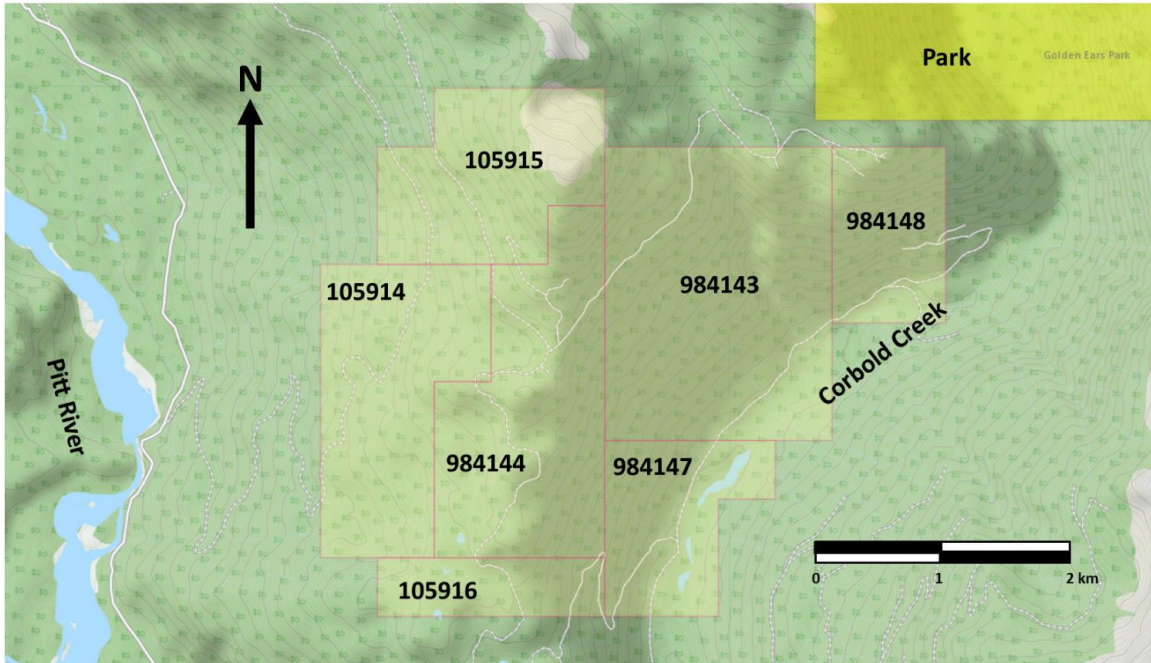 Park
Golden Ears Park
N
105915
984148
105914
984143
Corbold Creek
Pitt River
984144
984147
105916
0 1 2 km